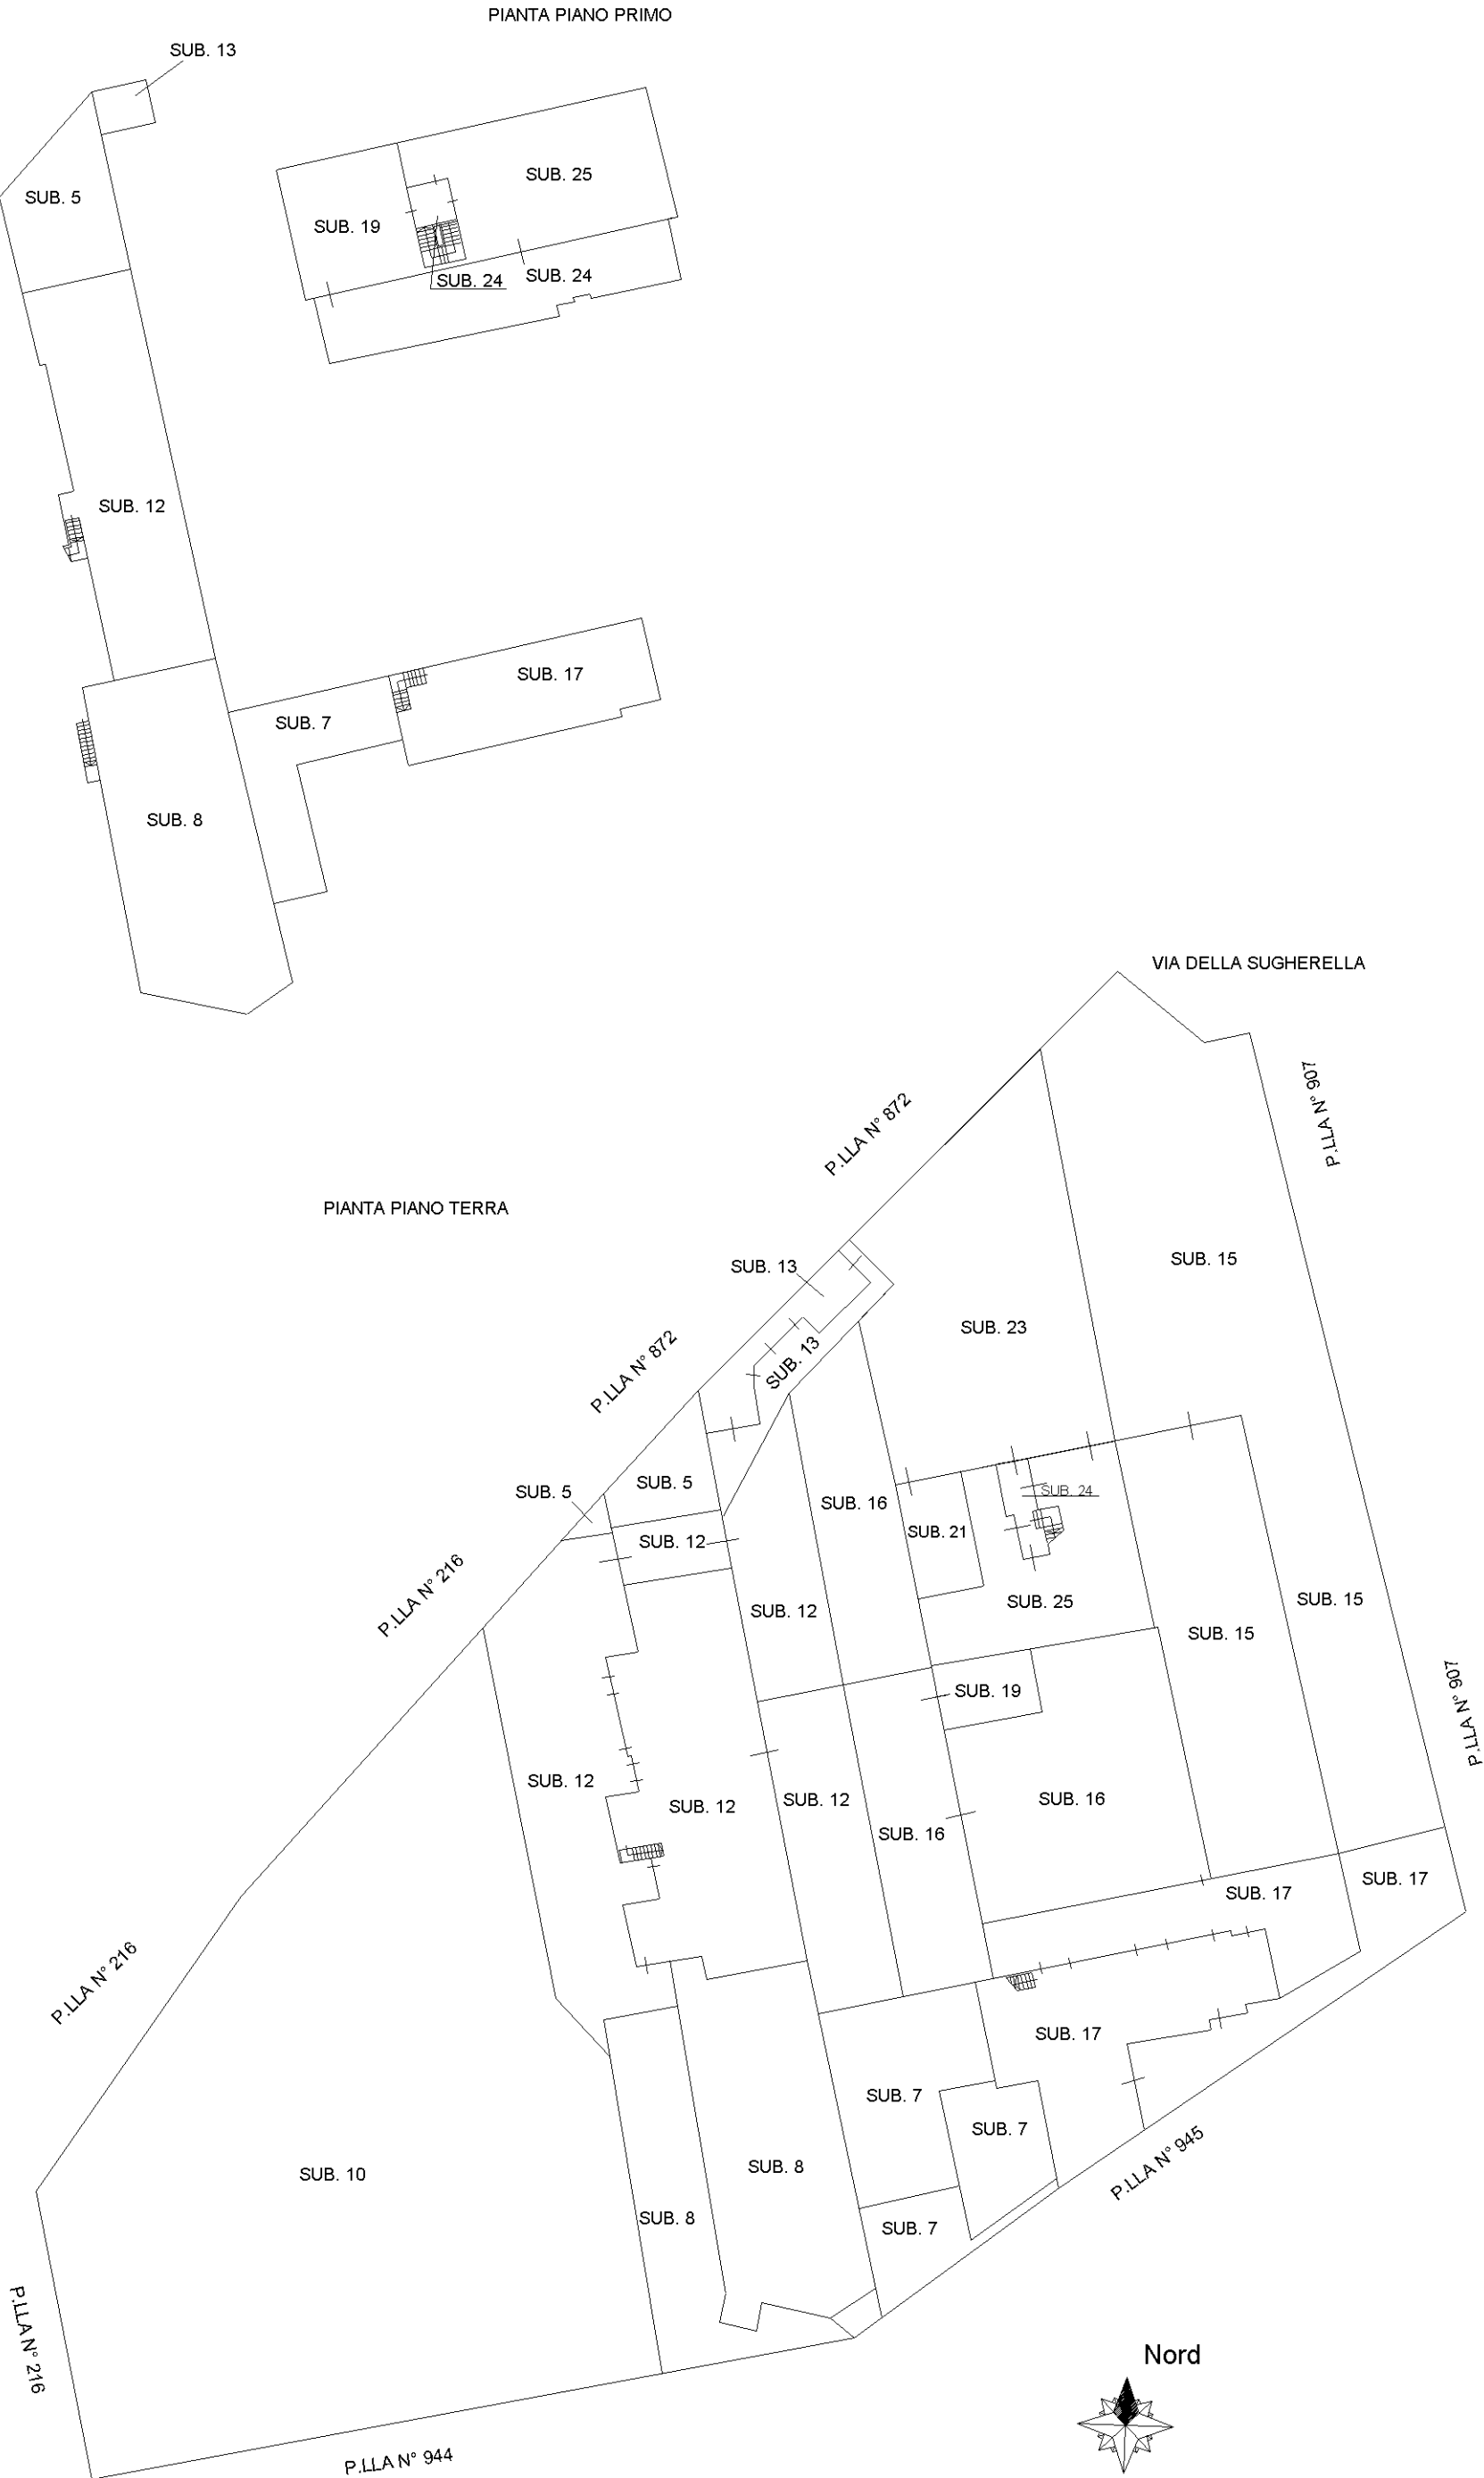 PIANTA PIANO PRIMO
SUB. 13
SUB. 25
SUB. 5
SUB. 19
SUB. 24
SUB. 24
SUB. 12
SUB. 17
SUB. 7
SUB. 8
VIA DELLA SUGHERELLA
P.LLA N° 907
P.LLA N° 872
PIANTA PIANO TERRA
SUB. 15
SUB. 13
SUB. 23
SUB. 13
P.LLA N° 872
SUB. 5
SUB. 5
SUB. 24
SUB. 16
SUB. 21
SUB. 12
P.LLA N° 216
SUB. 25
SUB. 12
SUB. 15
SUB. 15
SUB. 19
P.LLA N° 907
SUB. 12
SUB. 12
SUB. 12
SUB. 16
SUB. 16
SUB. 17
SUB. 17
P.LLA N° 216
SUB. 17
SUB. 7
SUB. 7
SUB. 8
SUB. 10
P.LLA N° 945
SUB. 8
SUB. 7
P.LLA N° 216
Nord
P.LLA N° 944